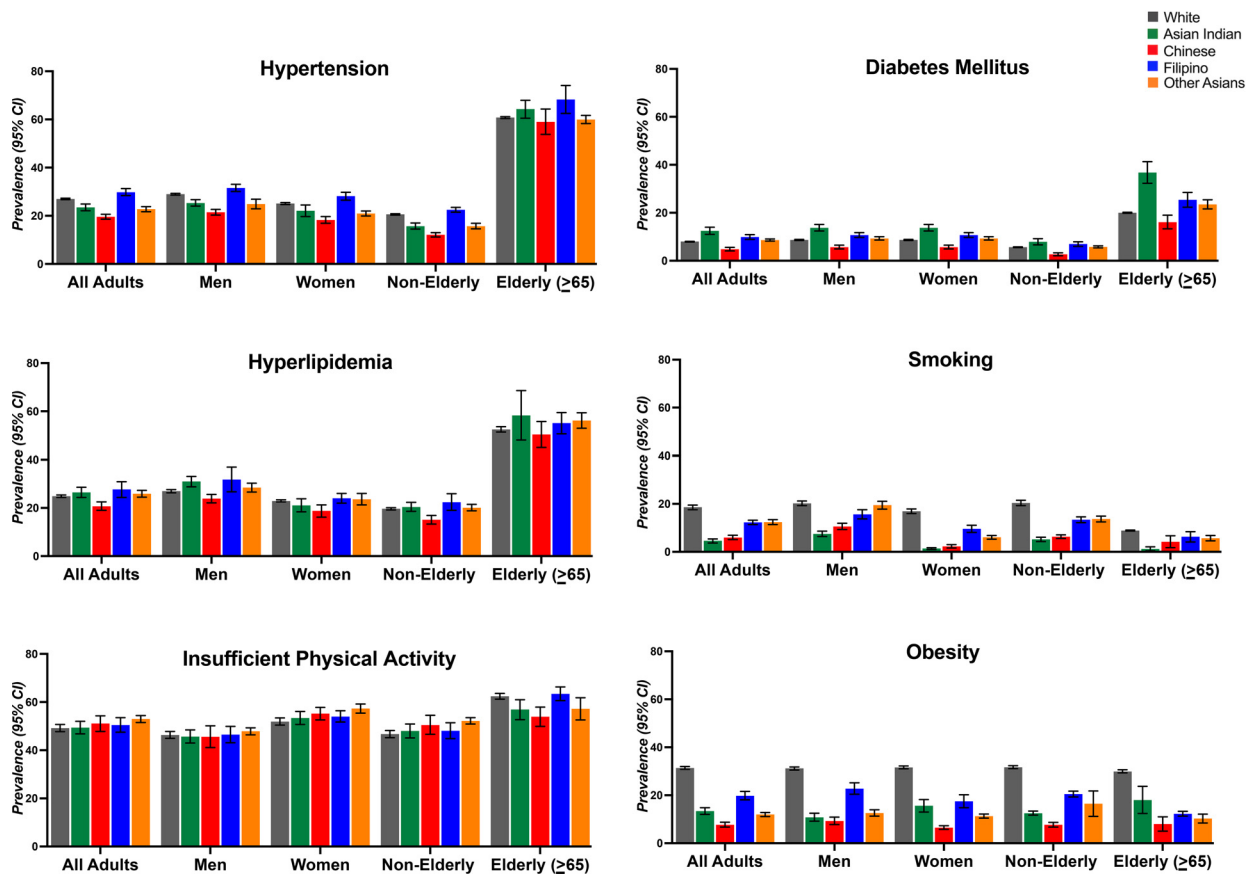 White
Asian Indian
Chinese
Filipino
Other Asians
Hypertension
Prevalence (95% CI)
80
60
40
20
0
All Adults Men Women Non-Elderly Elderly (≥65)
Diabetes Mellitus
Prevalence (95% CI)
80
60
40
20
0
All Adults Men Women Non-Elderly Elderly (≥65)
Hyperlipidemia
Prevalence (95% CI)
80
60
40
20
0
All Adults Men Women Non-Elderly Elderly (≥65)
Smoking
Prevalence (95% CI)
80
60
40
20
0
All Adults Men Women Non-Elderly Elderly (≥65)
Insufficient Physical Activity
Prevalence (95% CI)
80
60
40
20
0
All Adults Men Women Non-Elderly Elderly (≥65)
Obesity
Prevalence (95% CI)
80
60
40
20
0
All Adults Men Women Non-Elderly Elderly (≥65)